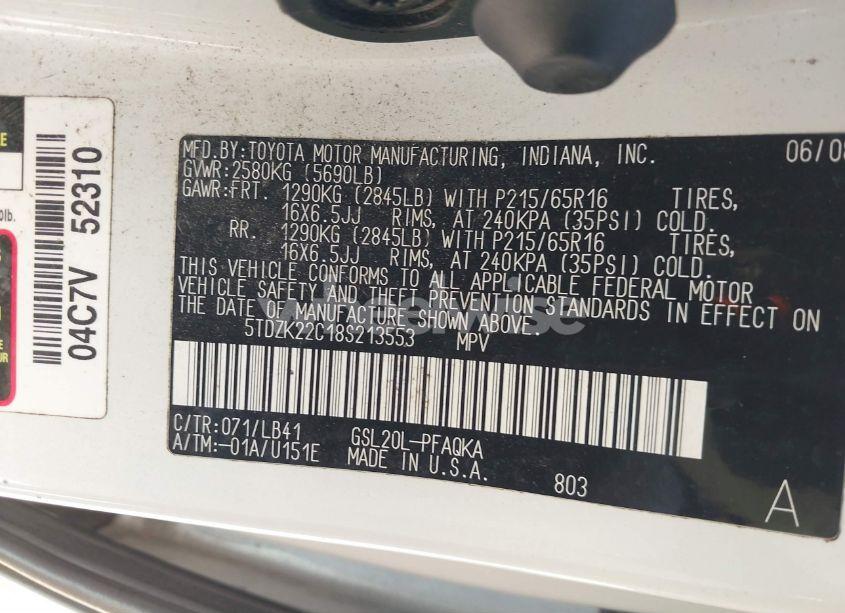 MFD.BY:TOYOTA MOTOR MANUFACTURING, INDIANA, INC. 06/08
GVWR:2580KG (5690LB)
GAWR:FRT. 1290KG (2845LB) WITH P215/65R16 TIRES,
16X6.5JJ RIMS, AT 240KPA (35PSI) COLD.
RR. 1290KG (2845LB) WITH P215/65R16 TIRES,
16X6.5JJ RIMS, AT 240KPA (35PSI) COLD.
THIS VEHICLE CONFORMS TO ALL APPLICABLE FEDERAL MOTOR
VEHICLE SAFETY AND THEFT PREVENTION STANDARDS IN EFFECT ON
THE DATE OF MANUFACTURE SHOWN ABOVE.
5TDZK22C18S213553 MPV
C/TR:071/LB41 GSL20L-PFAQKA
A/TM:-01A/U151E MADE IN U.S.A.
803
A
04C7V 52310
lb.
UR
wheelwise